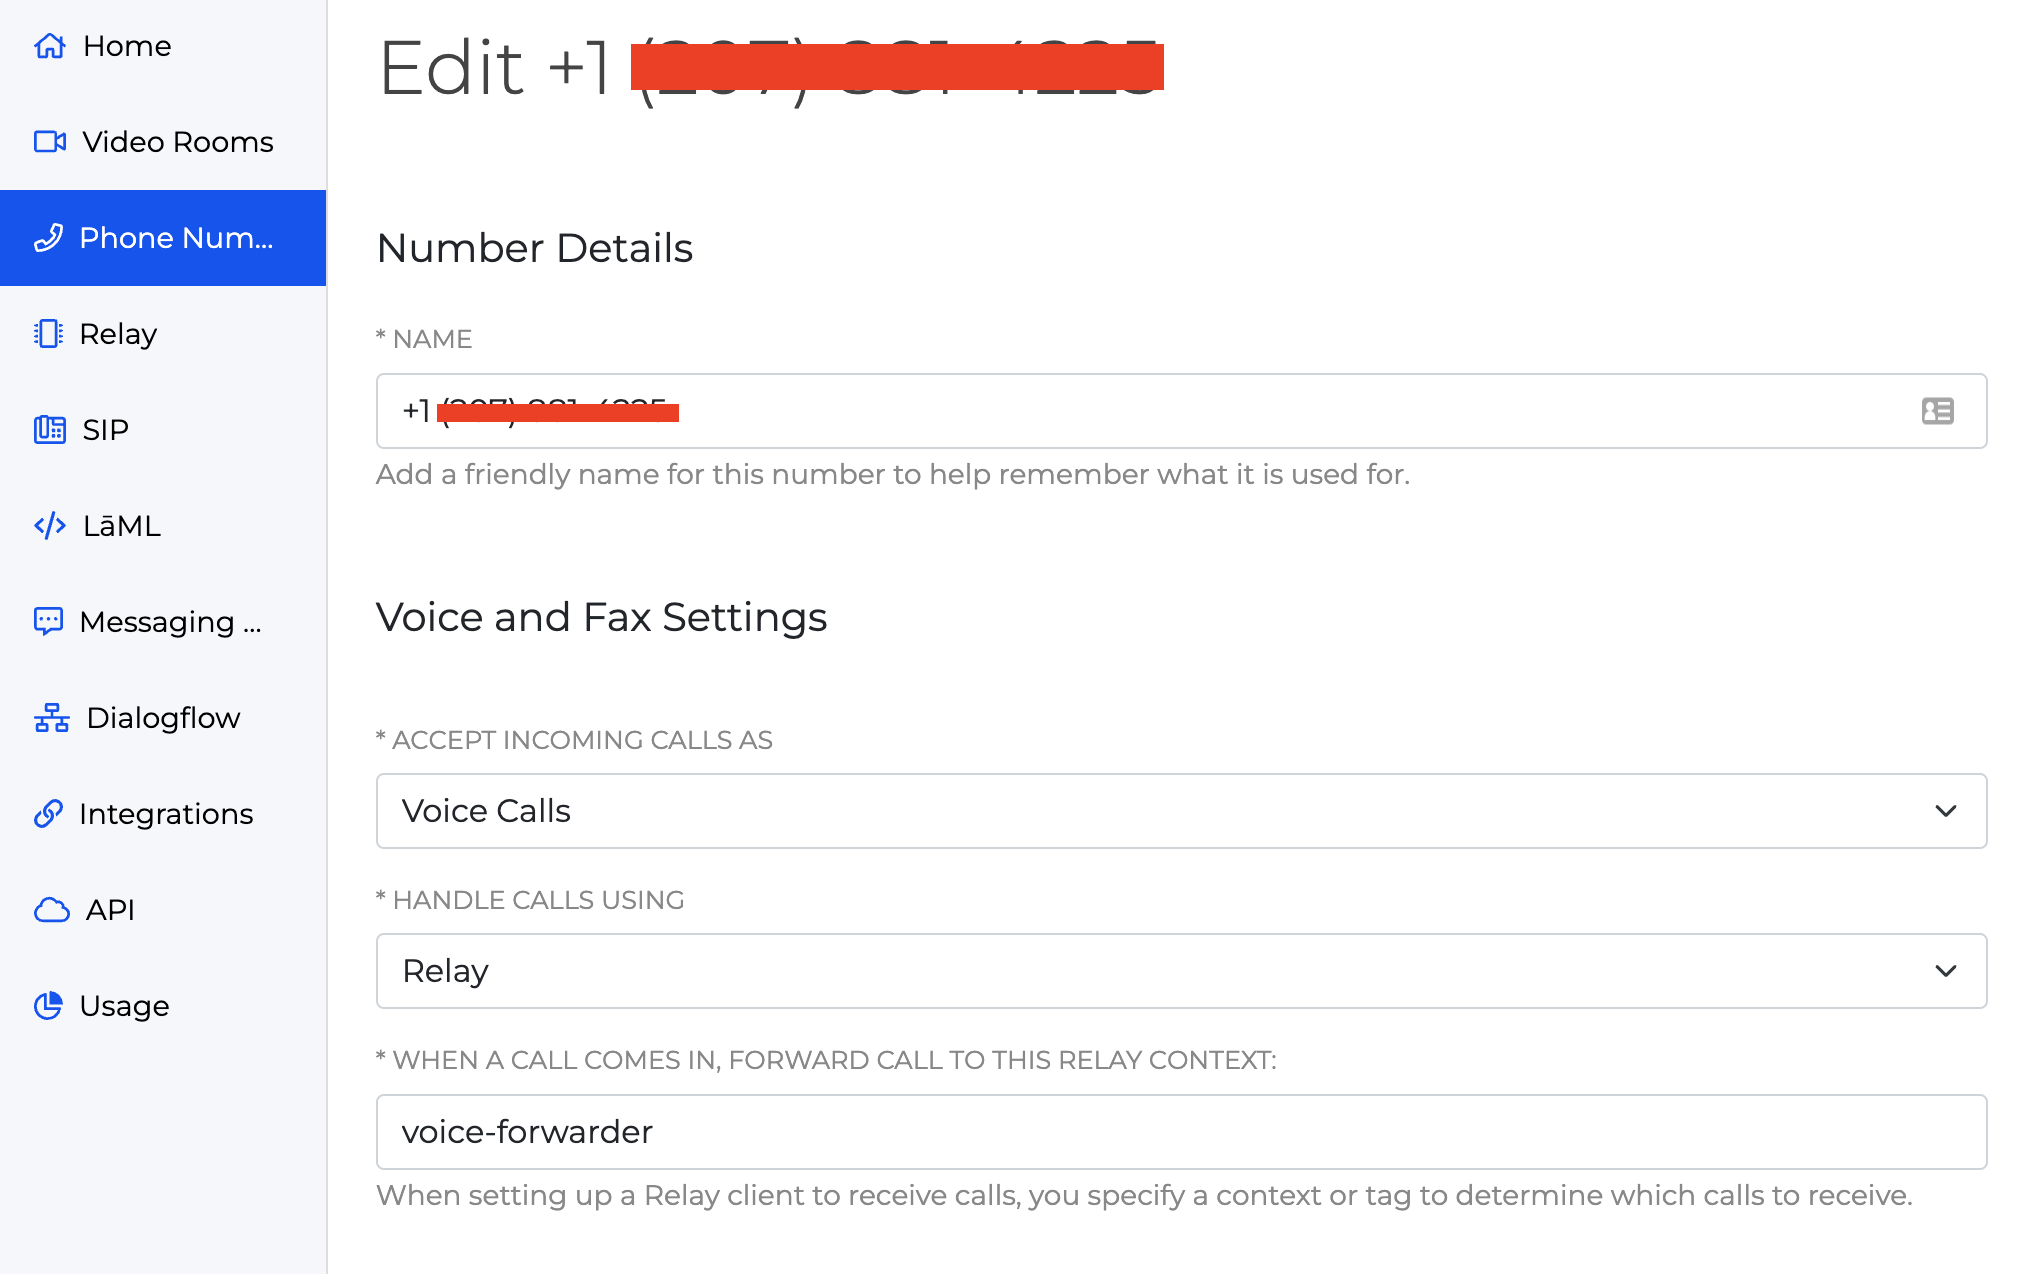 Home
Video Rooms
Phone Num...
Relay
SIP
LāML
Messaging ...
Dialogflow
Integrations
API
Usage
Edit +1
Number Details
* NAME
+1
Add a friendly name for this number to help remember what it is used for.
Voice and Fax Settings
* ACCEPT INCOMING CALLS AS
Voice Calls
* HANDLE CALLS USING
Relay
* WHEN A CALL COMES IN, FORWARD CALL TO THIS RELAY CONTEXT:
voice-forwarder
When setting up a Relay client to receive calls, you specify a context or tag to determine which calls to receive.